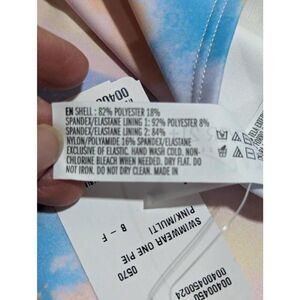 EN SHELL : 82% POLYESTER 18%
SPANDEX/ELASTANE LINING 1: 92% POLYESTER 8%
SPANDEX/ELASTANE LINING 2: 84%
NYLON/POLYAMIDE 16% SPANDEX/ELASTANE
EXCLUSIVE OF ELASTIC HAND WASH COLD. NON-
CHLORINE BLEACH WHEN NEEDED. DRY FLAT. DO
NOT IRON. DO NOT DRY CLEAN. MADE IN
SWIMWEAR ONE PIE
PINK/MULTI
B - F
0570
00400450024